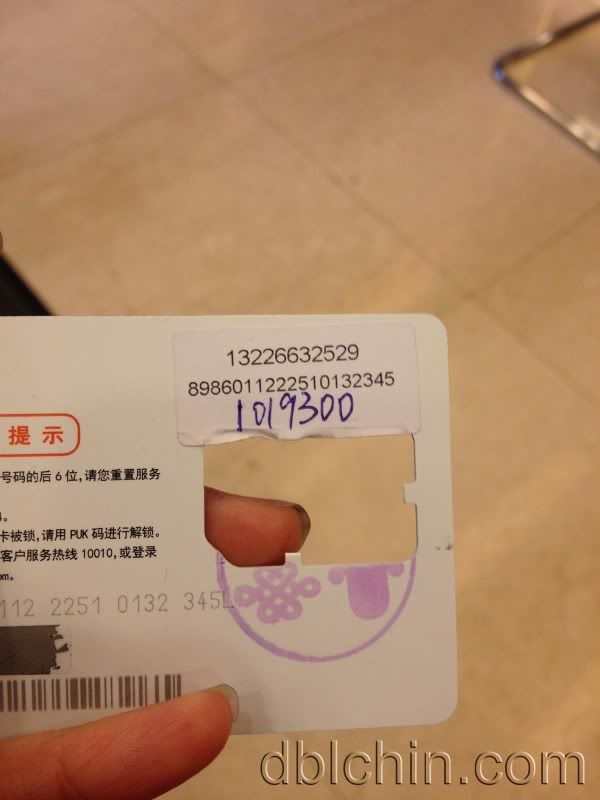 13226632529
8986011222510132345
1019300
提示
号码的后6位,请您重置服务
卡被锁,请用PUK码进行解锁。
客户服务热线10010,或登录
om。
112 2251 0132 345L
dblchin.com